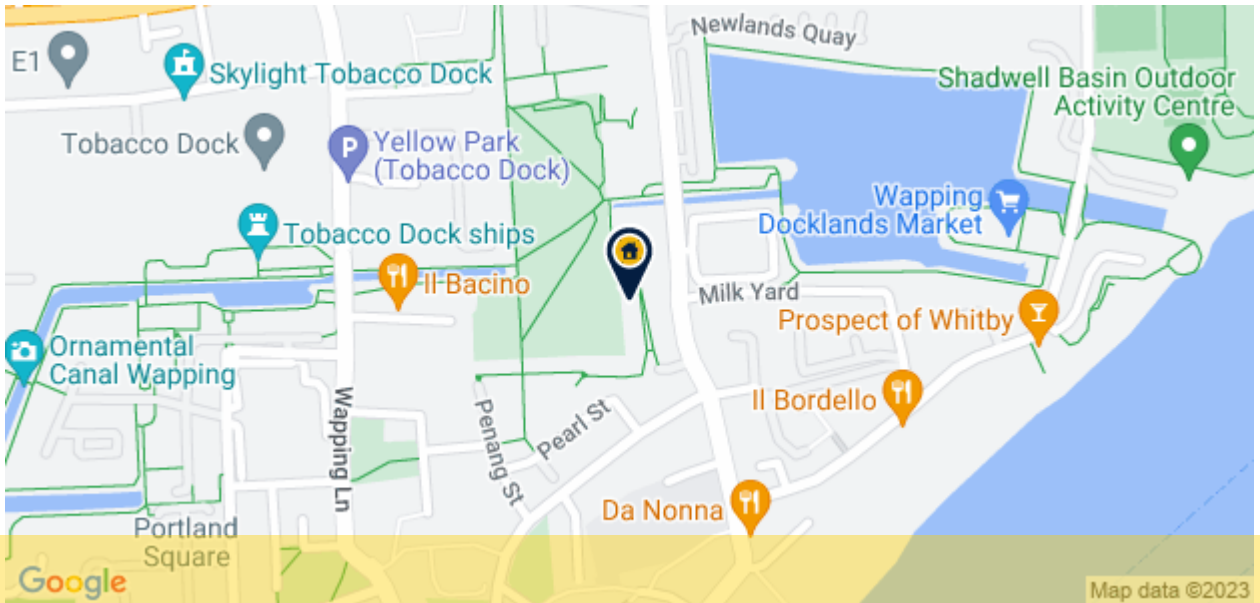 Newlands Quay
E1
Skylight Tobacco Dock
Shadwell Basin Outdoor
Activity Centre
Tobacco Dock
P
Yellow Park
(Tobacco Dock)
Wapping
Docklands Market
Tobacco Dock ships
Il Bacino
Milk Yard
Prospect of Whitby
Ornamental
Canal Wapping
Wapping Ln
Penang St
Pearl St
Il Bordello
Da Nonna
Portland
Square
Google
Map data ©2023